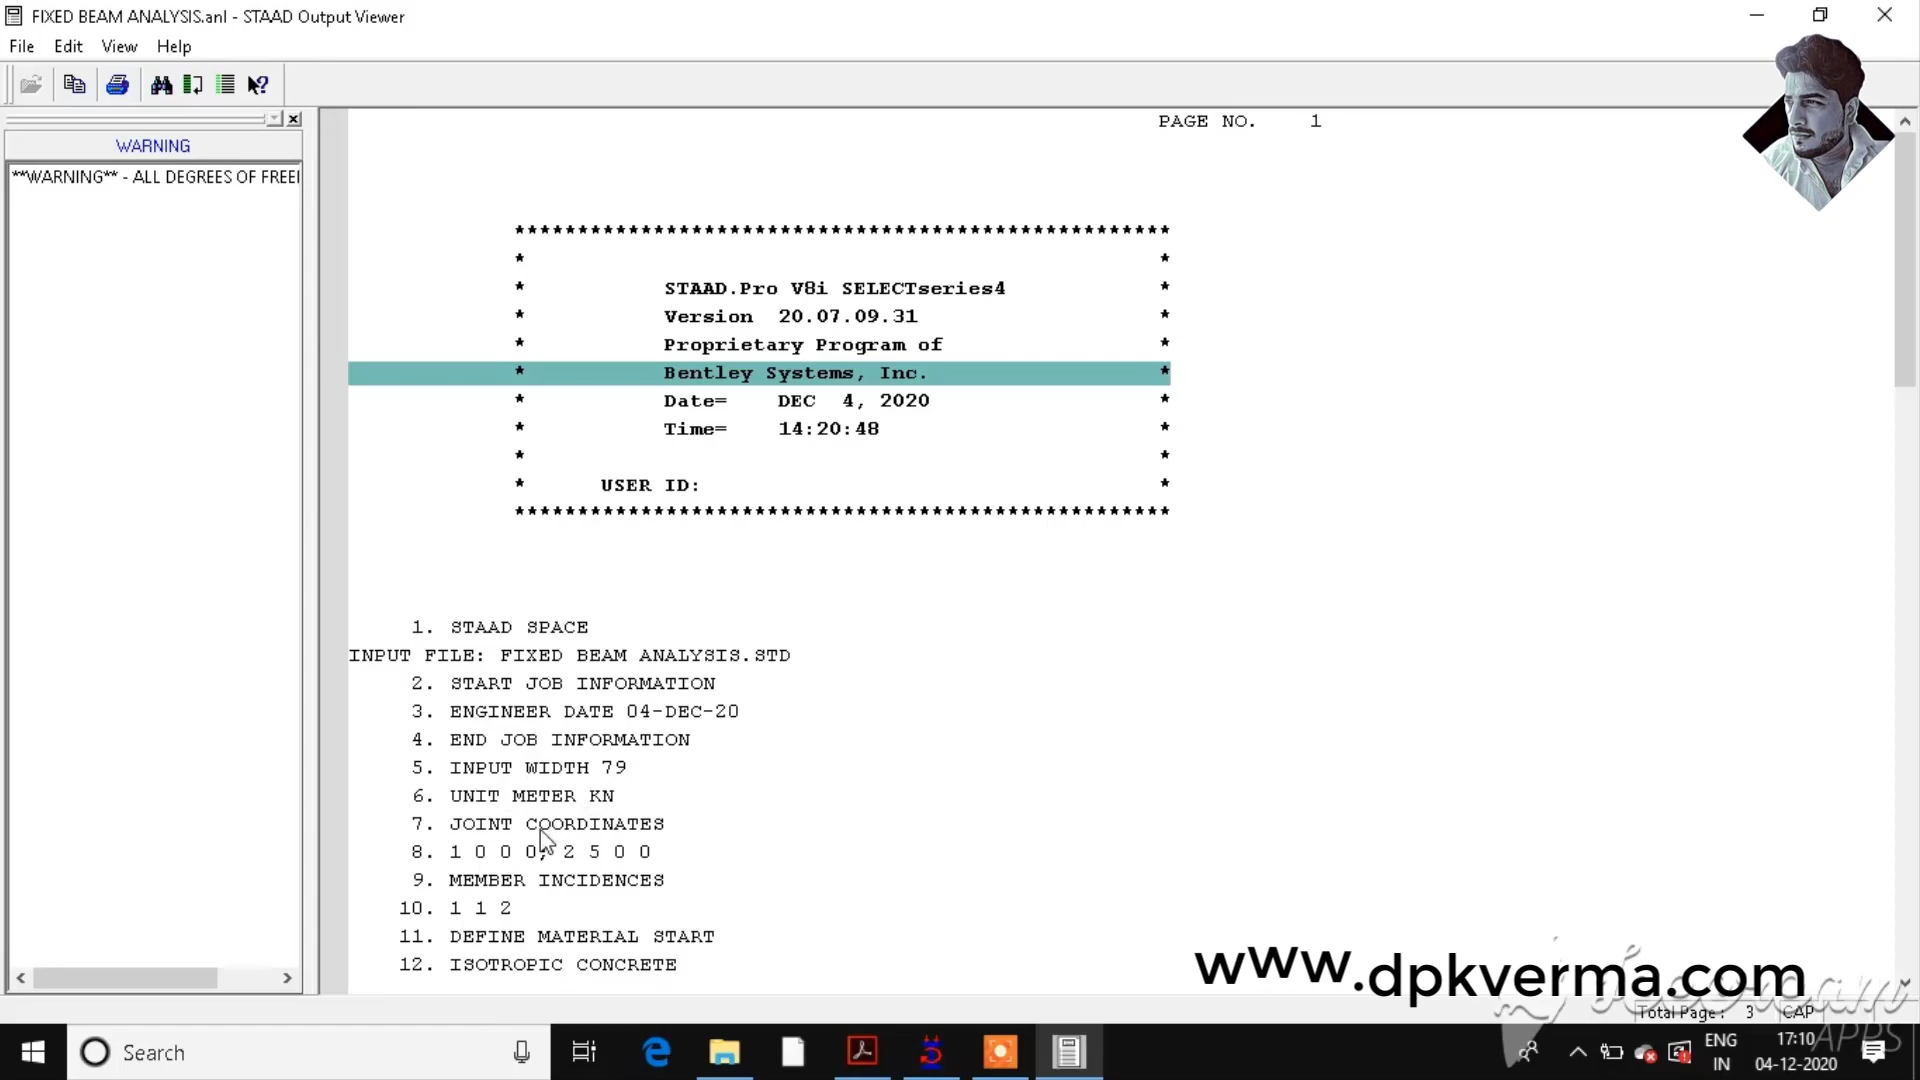 FIXED BEAM ANALYSIS.anl - STAAD Output Viewer
File Edit View Help
WARNING
**WARNING** - ALL DEGREES OF FREE
PAGE NO. 1
****************************************************
* *
* STAAD.Pro V8i SELECTseries4 *
* Version 20.07.09.31 *
* Proprietary Program of *
* Bentley Systems, Inc. *
* Date= DEC 4, 2020 *
* Time= 14:20:48 *
* *
* USER ID: *
****************************************************
1. STAAD SPACE
INPUT FILE: FIXED BEAM ANALYSIS.STD
2. START JOB INFORMATION
3. ENGINEER DATE 04-DEC-20
4. END JOB INFORMATION
5. INPUT WIDTH 79
6. UNIT METER KN
7. JOINT COORDINATES
8. 1 0 0 0; 2 5 0 0
9. MEMBER INCIDENCES
10. 1 1 2
11. DEFINE MATERIAL START
12. ISOTROPIC CONCRETE
www.dpkverma.com
Total Page: 3 CAP
APPS
Search
ENG
IN
17:10
04-12-2020